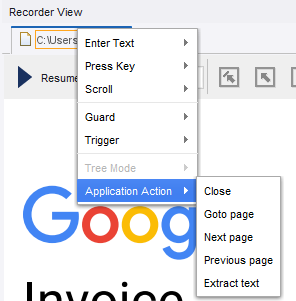 Recorder View
C:\Users
Enter Text
Press Key
Resume
Scroll
Guard
Trigger
Tree Mode
Application Action
Close
Goto page
Next page
Previous page
Extract text
Goog
Invoice